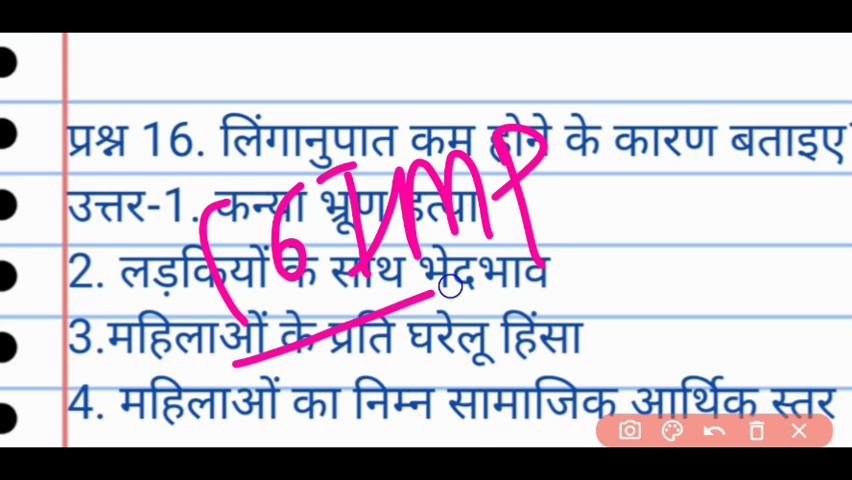 प्रश्न 16. लिंगानुपात कम होने के कारण बताइए
उत्तर-1. कन्या भ्रूण हत्या
2. लड़कियों के साथ भेदभाव
3.महिलाओं के प्रति घरेलू हिंसा
4. महिलाओं का निम्न सामाजिक आर्थिक स्तर
IMP